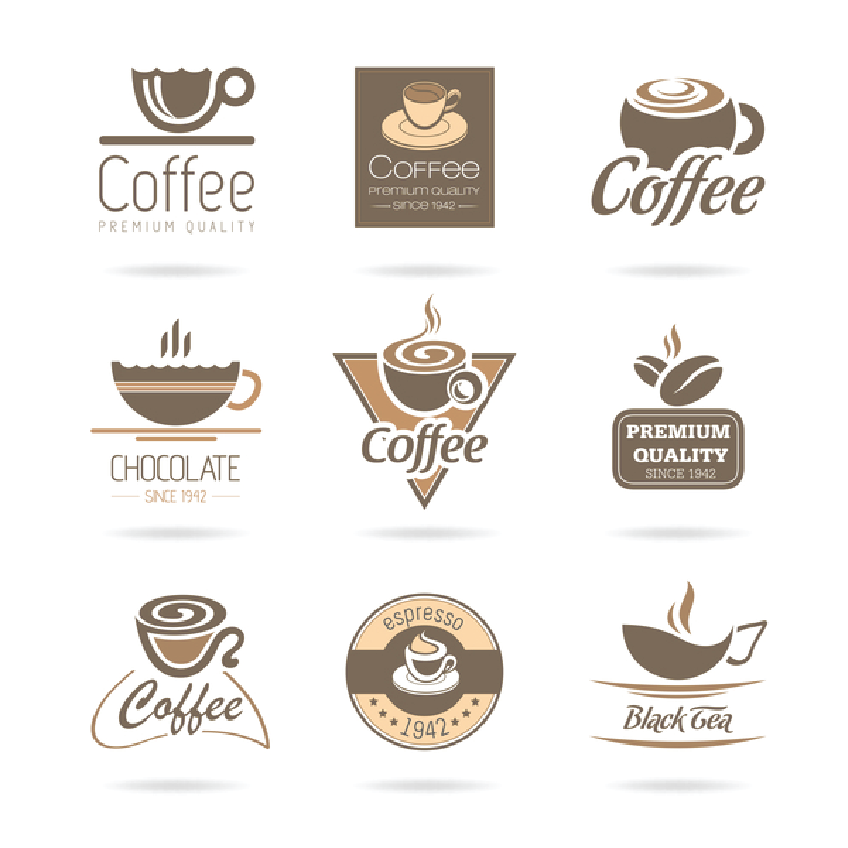 Coffee
PREMIUM QUALITY
Coffee
Premium quality
since 1942
Coffee
CHOCOLATE
SINCE 1942
Coffee
PREMIUM
QUALITY
SINCE 1942
Coffee
espresso
1942
Black Tea